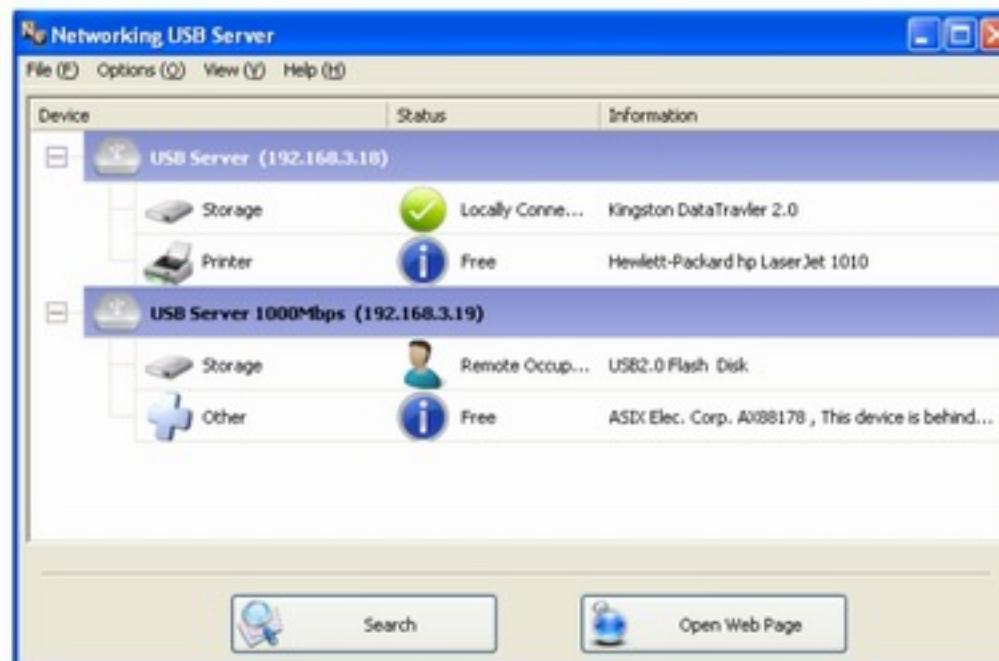 Networking USB Server
File (F) Options (O) View (V) Help (H)
Device Status Information
USB Server (192.168.3.18)
Storage Locally Conne... Kingston DataTravler 2.0
Printer Free Hewlett-Packard hp LaserJet 1010
USB Server 1000Mbps (192.168.3.19)
Storage Remote Occup... USB2.0 Flash Disk
Other Free ASIX Elec. Corp. AX88178 , This device is behind...
Search Open Web Page